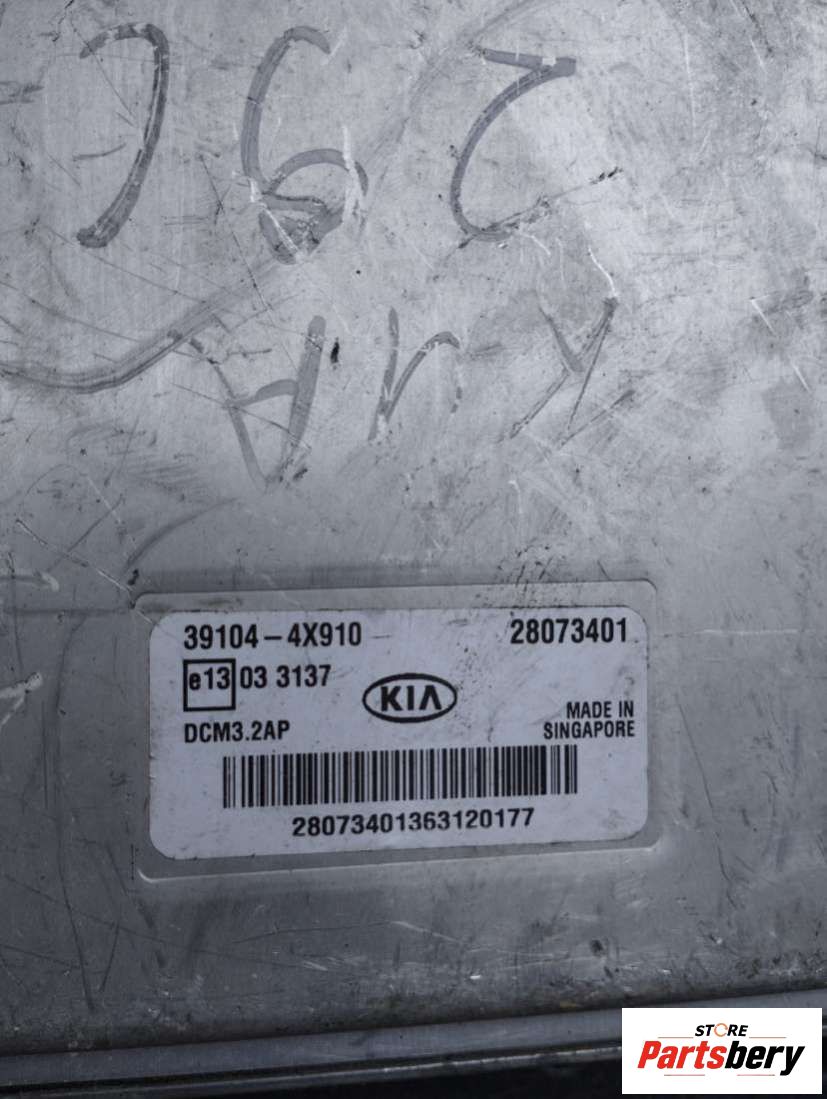 39104-4X910 28073401
e13 03 3137
KIA
DCM3.2AP
MADE IN
SINGAPORE
28073401363120177
STORE
Partsbery